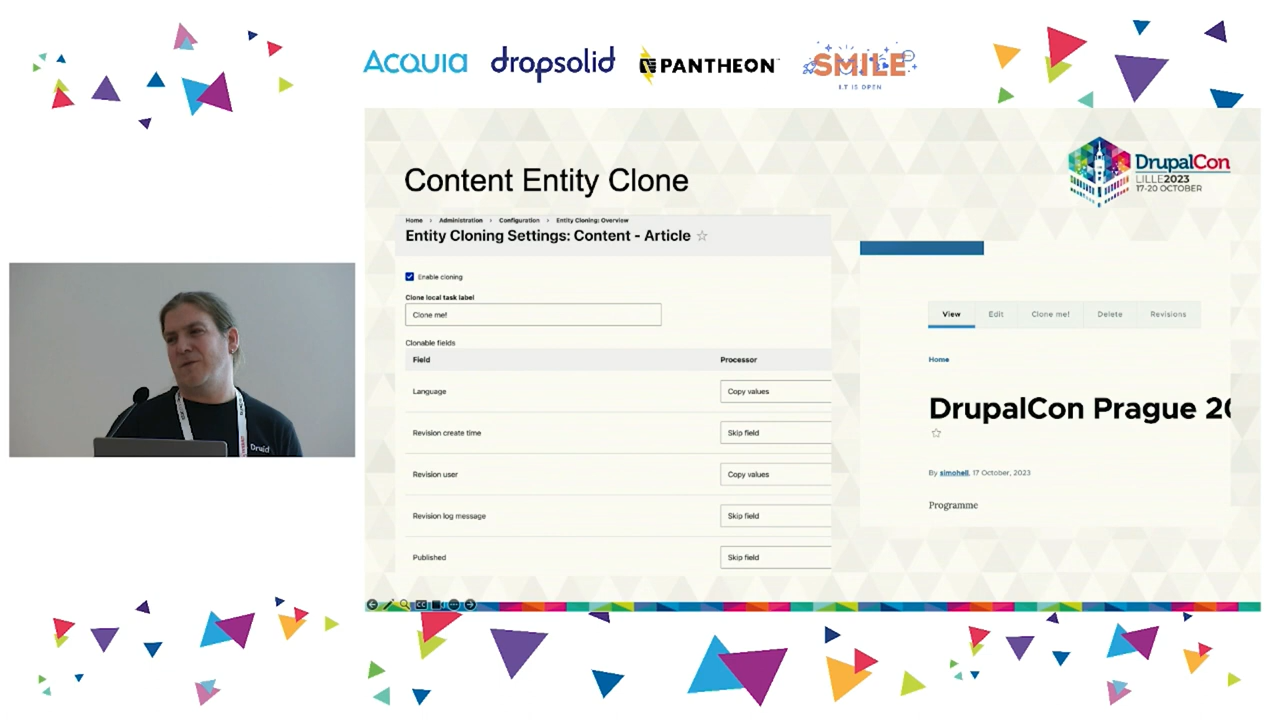 ACQUIA
dropsolid
PANTHEON
SMILE
I.T IS OPEN
DrupalCon
LILLE2023
17-20 OCTOBER
Content Entity Clone
Home › Administration › Configuration › Entity Cloning: Overview
Entity Cloning Settings: Content - Article
Enable cloning
Clone local task label
Clone me!
Clonable fields
Field Processor
Language Copy values
Revision create time Skip field
Revision user Copy values
Revision log message Skip field
Published Skip field
View Edit Clone me! Delete Revisions
Home
DrupalCon Prague
By simohell, 17 October, 2023
Programme
Druid
CC